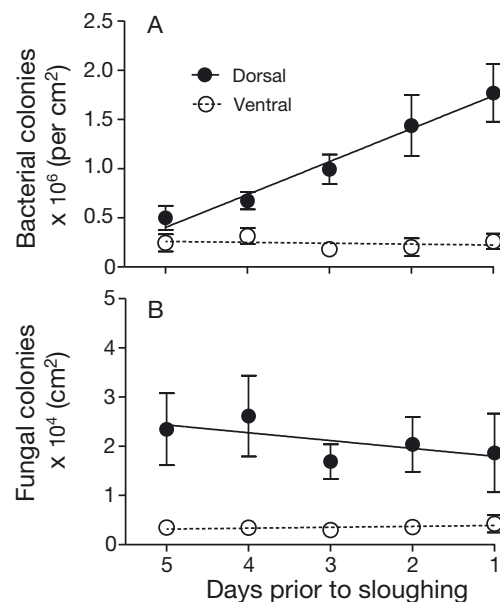 A
Bacterial colonies
x 10⁶ (per cm²)
2.5
2.0
1.5
1.0
0.5
0
Dorsal
Ventral
B
Fungal colonies
x 10⁴ (cm²)
5
4
3
2
1
0
5 4 3 2 1
Days prior to sloughing